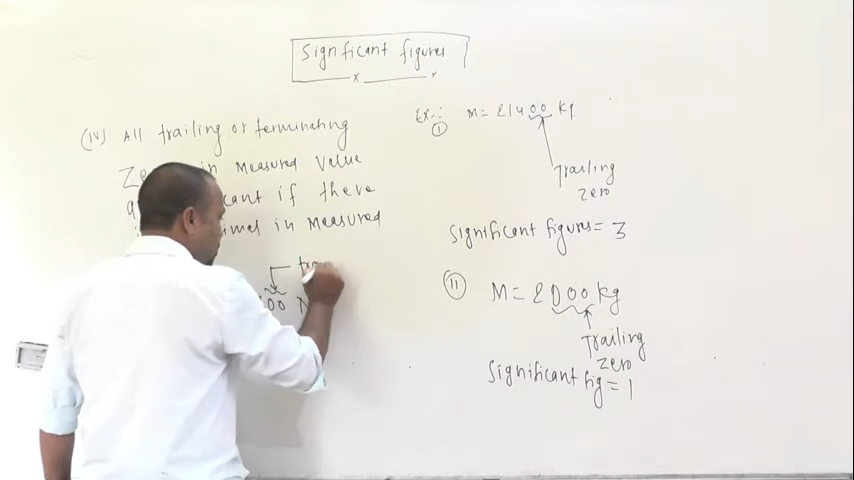 Significant figures
x x
(IV) All trailing or terminating
in Measured Value
if there
in Measured
00
Ex:-
(I) M = 21400 kg
Trailing
zero
Significant figures = 3
(II) M = 2000 kg
Trailing
zero
Significant fig = 1